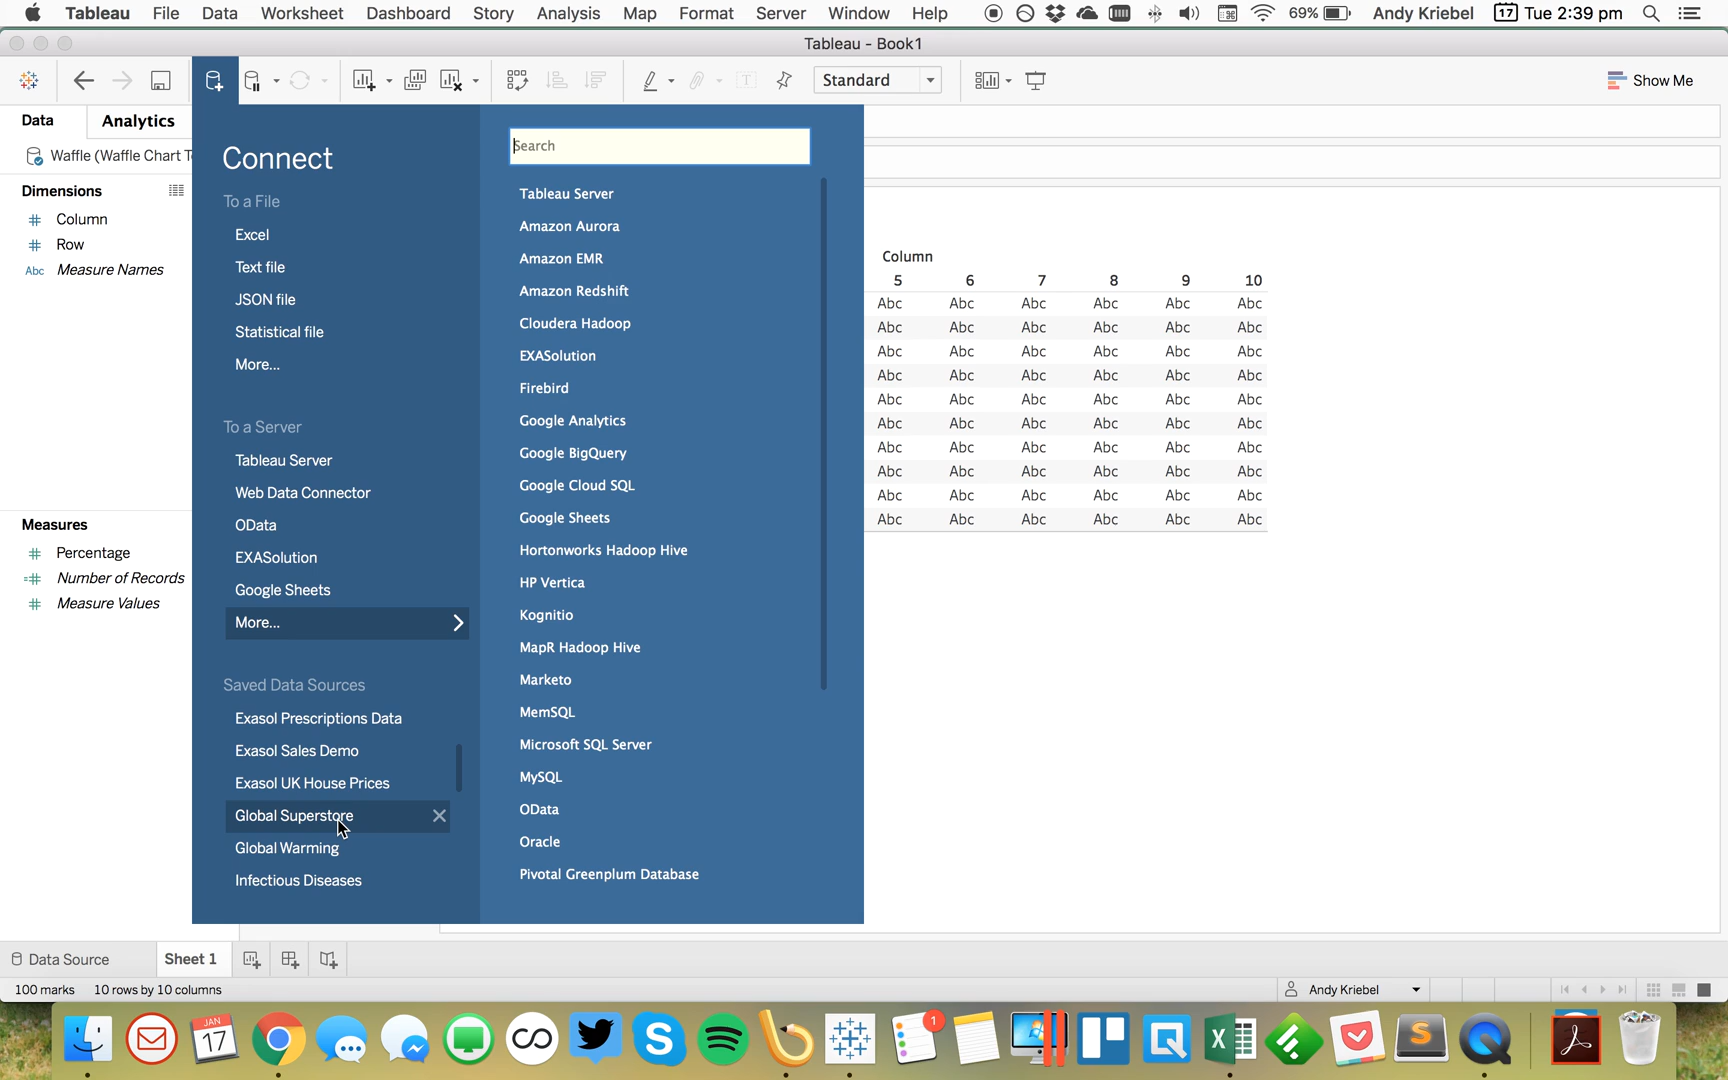 Tableau File Data Worksheet Dashboard Story Analysis Map Format Server Window Help 69% Andy Kriebel 17 Tue 2:39 pm
Tableau - Book1
Standard Show Me
Data Analytics
Waffle (Waffle Chart T
Dimensions
Column
Row
Abc Measure Names
Measures
Percentage
Number of Records
Measure Values
Connect
To a File
Excel
Text file
JSON file
Statistical file
More...
To a Server
Tableau Server
Web Data Connector
OData
EXASolution
Google Sheets
More...
Saved Data Sources
Exasol Prescriptions Data
Exasol Sales Demo
Exasol UK House Prices
Global Superstore
Global Warming
Infectious Diseases
Search
Tableau Server
Amazon Aurora
Amazon EMR
Amazon Redshift
Cloudera Hadoop
EXASolution
Firebird
Google Analytics
Google BigQuery
Google Cloud SQL
Google Sheets
Hortonworks Hadoop Hive
HP Vertica
Kognitio
MapR Hadoop Hive
Marketo
MemSQL
Microsoft SQL Server
MySQL
OData
Oracle
Pivotal Greenplum Database
Column
5 6 7 8 9 10
Abc Abc Abc Abc Abc Abc
Abc Abc Abc Abc Abc Abc
Abc Abc Abc Abc Abc Abc
Abc Abc Abc Abc Abc Abc
Abc Abc Abc Abc Abc Abc
Abc Abc Abc Abc Abc Abc
Abc Abc Abc Abc Abc Abc
Abc Abc Abc Abc Abc Abc
Abc Abc Abc Abc Abc Abc
Abc Abc Abc Abc Abc Abc
Data Source Sheet 1
100 marks 10 rows by 10 columns Andy Kriebel
JAN 17 1